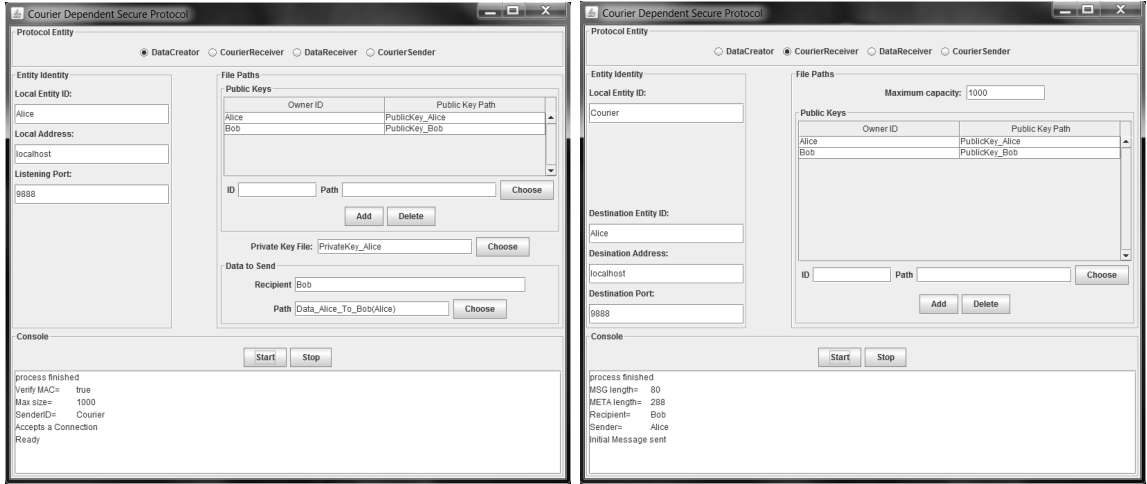 Courier Dependent Secure Protocol
Protocol Entity
DataCreator CourierReceiver DataReceiver CourierSender
Entity Identity
Local Entity ID:
Alice
Local Address:
localhost
Listening Port:
9888
File Paths
Public Keys
Owner ID Public Key Path
Alice PublicKey_Alice
Bob PublicKey_Bob
ID Path Choose
Add Delete
Private Key File: PrivateKey_Alice Choose
Data to Send
Recipient Bob
Path Data_Alice_To_Bob(Alice) Choose
Console
Start Stop
process finished
Verify MAC= true
Max size= 1000
SenderID= Courier
Accepts a Connection
Ready
Courier Dependent Secure Protocol
Protocol Entity
DataCreator CourierReceiver DataReceiver CourierSender
Entity Identity
Local Entity ID:
Courier
Destination Entity ID:
Alice
Desination Address:
localhost
Destination Port:
9888
File Paths
Maximum capacity: 1000
Public Keys
Owner ID Public Key Path
Alice PublicKey_Alice
Bob PublicKey_Bob
ID Path Choose
Add Delete
Console
Start Stop
process finished
MSG length= 80
META length= 288
Recipient= Bob
Sender= Alice
Initial Message sent